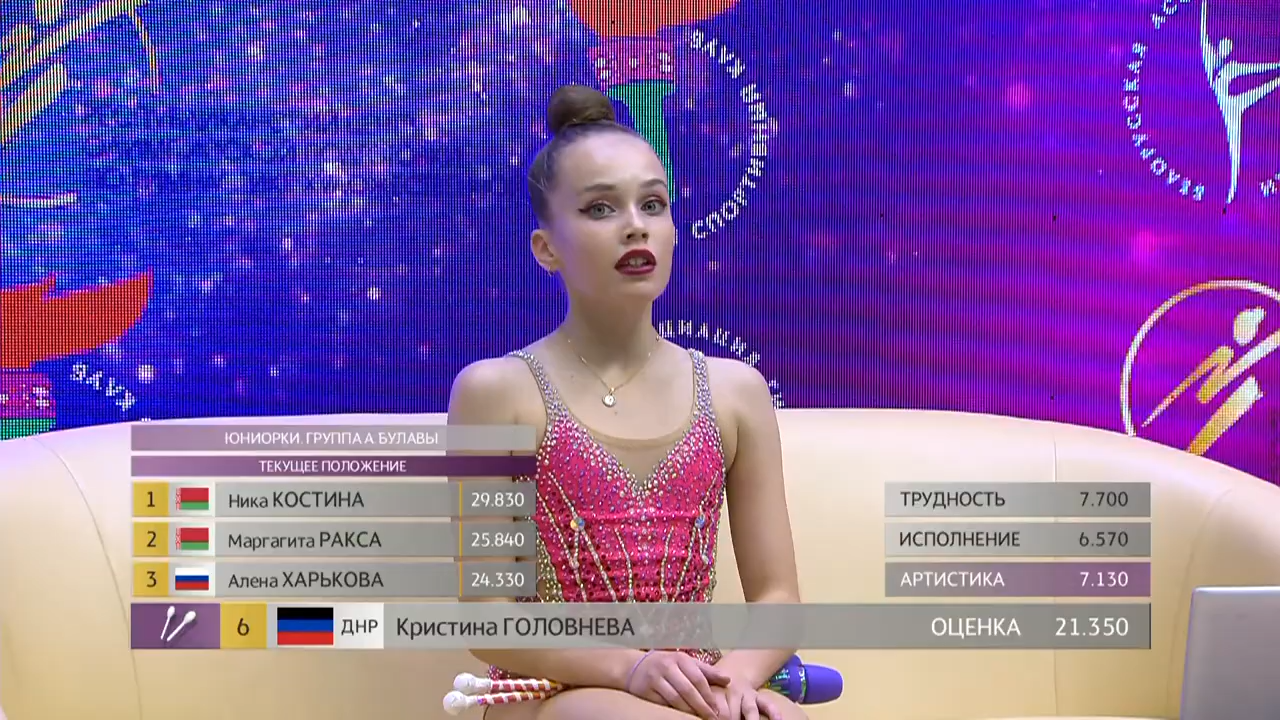 ЮНИОРКИ. ГРУППА А. БУЛАВЫ
ТЕКУЩЕЕ ПОЛОЖЕНИЕ
1 Ника КОСТИНА 29.830
2 Маргагита РАКСА 25.840
3 Алена ХАРЬКОВА 24.330
ТРУДНОСТЬ 7.700
ИСПОЛНЕНИЕ 6.570
АРТИСТИКА 7.130
6 ДНР Кристина ГОЛОВНЕВА ОЦЕНКА 21.350
БЕЛОРУССКАЯ